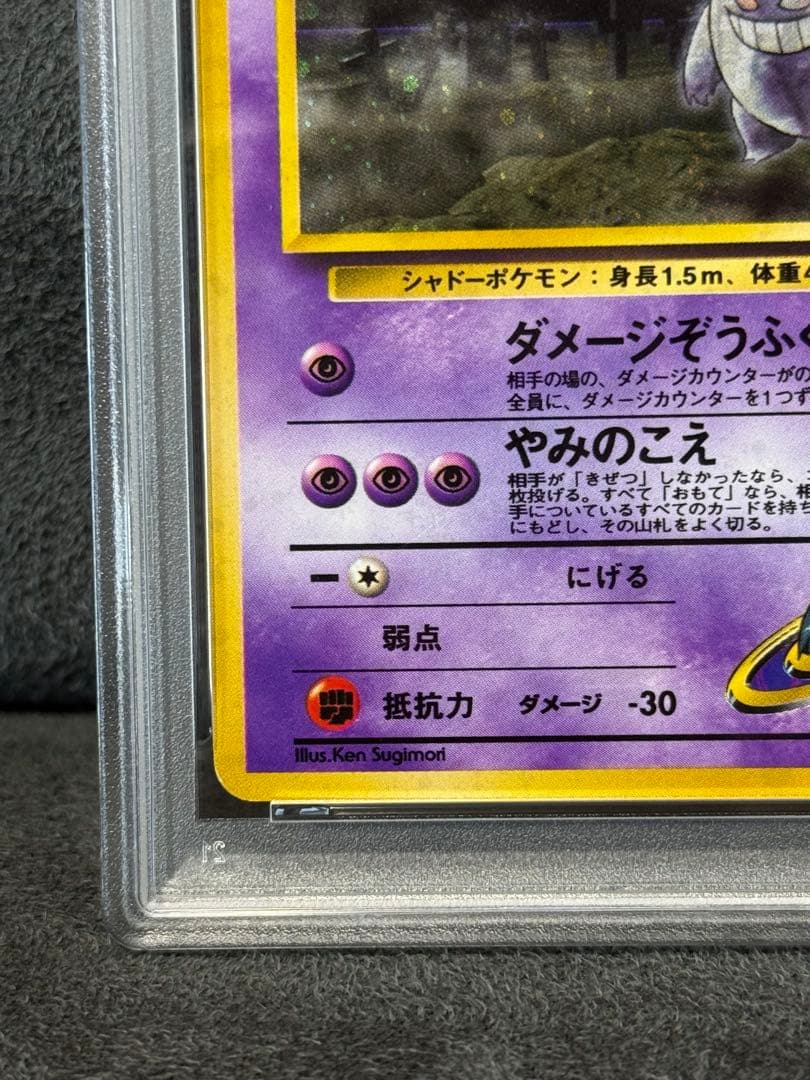 シャドーポケモン：身長1.5m、体重4
ダメージぞうふく
相手の場の、ダメージカウンターがの
全員に、ダメージカウンターを1つず
やみのこえ
相手が「きぜつ」しなかったなら、
枚投げる。すべて「おもて」なら、相
手についているすべてのカードを持ち
にもどし、その山札をよく切る。
にげる
弱点
抵抗力 ダメージ -30
Illus.Ken Sugimori
21